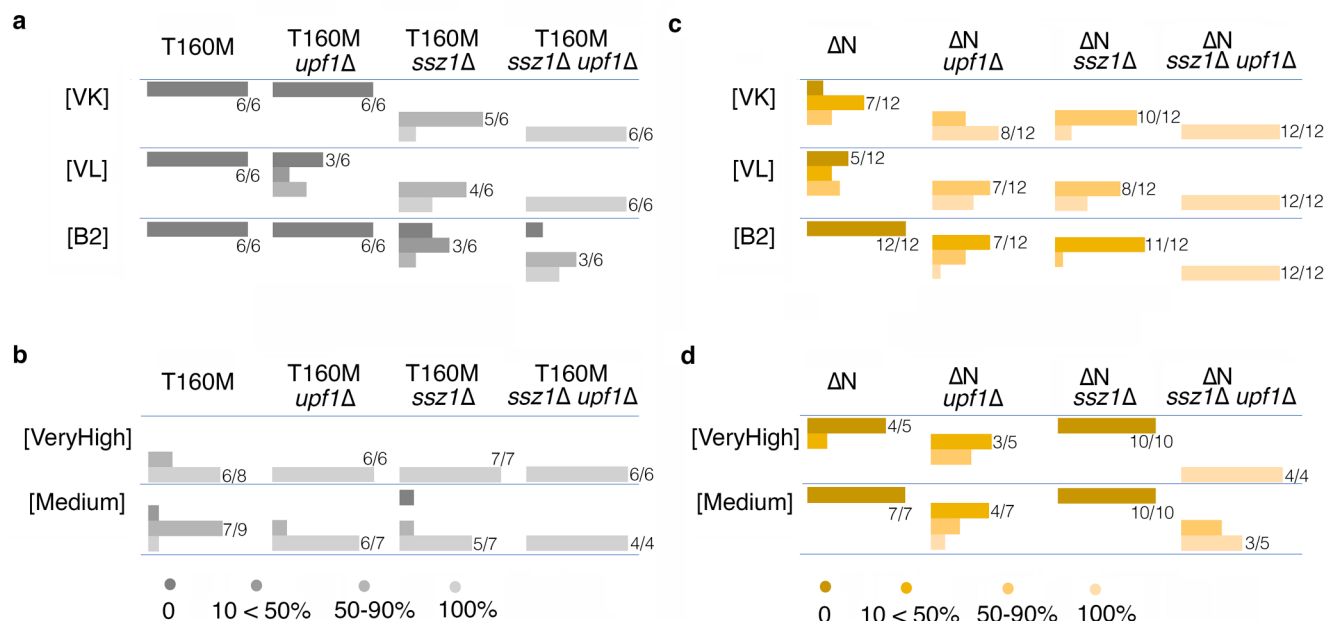 a
T160M
T160M
upf1Δ
T160M
ssz1Δ
T160M
ssz1Δ upf1Δ
[VK]
6/6
6/6
5/6
6/6
[VL]
6/6
3/6
4/6
6/6
[B2]
6/6
6/6
3/6
3/6
b
T160M
T160M
upf1Δ
T160M
ssz1Δ
T160M
ssz1Δ upf1Δ
[VeryHigh]
6/8
6/6
7/7
6/6
[Medium]
7/9
6/7
5/7
4/4
0
10 < 50%
50-90%
100%
c
ΔN
ΔN
upf1Δ
ΔN
ssz1Δ
ΔN
ssz1Δ upf1Δ
[VK]
7/12
8/12
10/12
12/12
[VL]
5/12
7/12
8/12
12/12
[B2]
12/12
7/12
11/12
12/12
d
ΔN
ΔN
upf1Δ
ΔN
ssz1Δ
ΔN
ssz1Δ upf1Δ
[VeryHigh]
4/5
3/5
10/10
4/4
[Medium]
7/7
4/7
10/10
3/5
0
10 < 50%
50-90%
100%